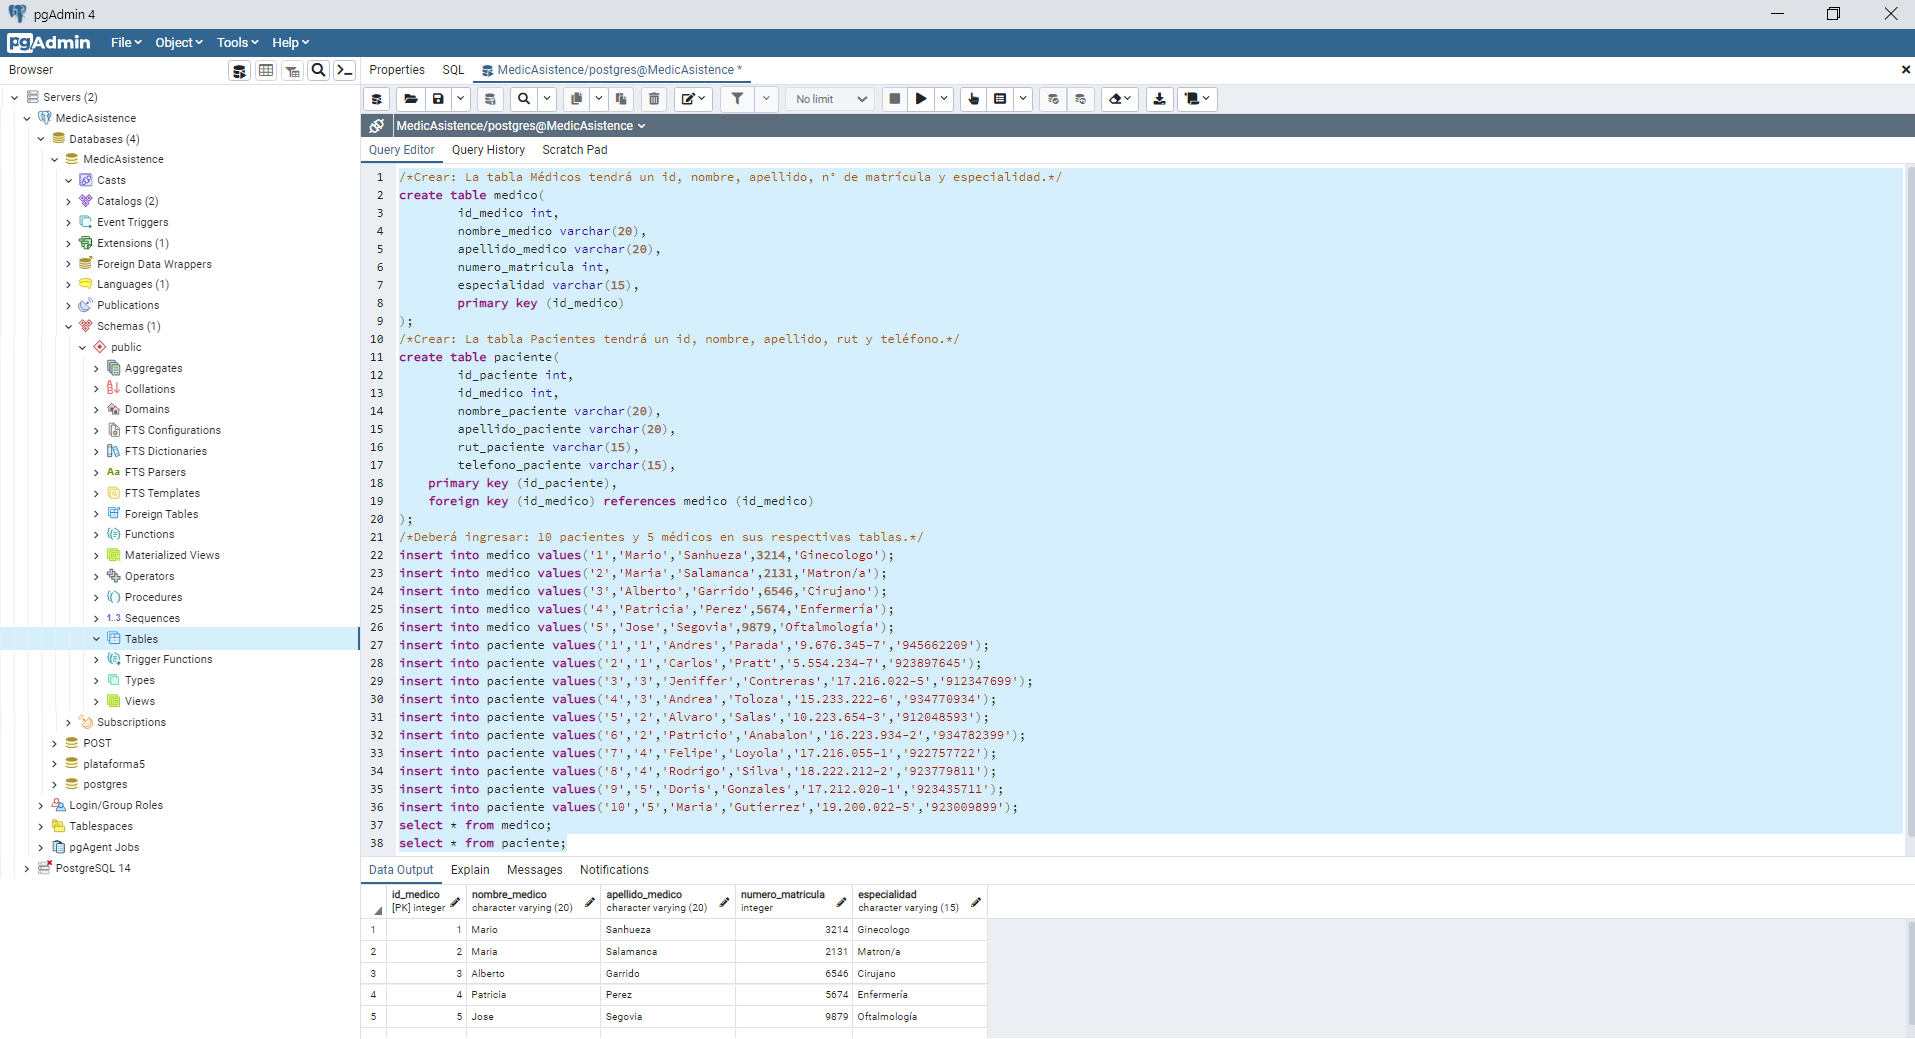 pgAdmin 4
pgAdmin File Object Tools Help
Browser
Properties SQL MedicAsistence/postgres@MedicAsistence *
No limit
MedicAsistence/postgres@MedicAsistence
Query Editor Query History Scratch Pad
Servers (2)
MedicAsistence
Databases (4)
MedicAsistence
Casts
Catalogs (2)
Event Triggers
Extensions (1)
Foreign Data Wrappers
Languages (1)
Publications
Schemas (1)
public
Aggregates
Collations
Domains
FTS Configurations
FTS Dictionaries
Aa FTS Parsers
FTS Templates
Foreign Tables
Functions
Materialized Views
Operators
Procedures
1..3 Sequences
Tables
Trigger Functions
Types
Views
Subscriptions
POST
plataforma5
postgres
Login/Group Roles
Tablespaces
pgAgent Jobs
PostgreSQL 14
1 /*Crear: La tabla Médicos tendrá un id, nombre, apellido, n° de matrícula y especialidad.*/
2 create table medico(
3 id_medico int,
4 nombre_medico varchar(20),
5 apellido_medico varchar(20),
6 numero_matricula int,
7 especialidad varchar(15),
8 primary key (id_medico)
9 );
10 /*Crear: La tabla Pacientes tendrá un id, nombre, apellido, rut y teléfono.*/
11 create table paciente(
12 id_paciente int,
13 id_medico int,
14 nombre_paciente varchar(20),
15 apellido_paciente varchar(20),
16 rut_paciente varchar(15),
17 telefono_paciente varchar(15),
18 primary key (id_paciente),
19 foreign key (id_medico) references medico (id_medico)
20 );
21 /*Deberá ingresar: 10 pacientes y 5 médicos en sus respectivas tablas.*/
22 insert into medico values('1','Mario','Sanhueza',3214,'Ginecologo');
23 insert into medico values('2','Maria','Salamanca',2131,'Matron/a');
24 insert into medico values('3','Alberto','Garrido',6546,'Cirujano');
25 insert into medico values('4','Patricia','Perez',5674,'Enfermería');
26 insert into medico values('5','Jose','Segovia',9879,'Oftalmología');
27 insert into paciente values('1','1','Andres','Parada','9.676.345-7','945662209');
28 insert into paciente values('2','1','Carlos','Pratt','5.554.234-7','923897645');
29 insert into paciente values('3','3','Jeniffer','Contreras','17.216.022-5','912347699');
30 insert into paciente values('4','3','Andrea','Toloza','15.233.222-6','934770934');
31 insert into paciente values('5','2','Alvaro','Salas','10.223.654-3','912048593');
32 insert into paciente values('6','2','Patricio','Anabalon','16.223.934-2','934782399');
33 insert into paciente values('7','4','Felipe','Loyola','17.216.055-1','922757722');
34 insert into paciente values('8','4','Rodrigo','Silva','18.222.212-2','923779811');
35 insert into paciente values('9','5','Doris','Gonzales','17.212.020-1','923435711');
36 insert into paciente values('10','5','Maria','Gutierrez','19.200.022-5','923009899');
37 select * from medico;
38 select * from paciente;
Data Output Explain Messages Notifications
id_medico nombre_medico apellido_medico numero_matricula especialidad
[PK] integer character varying (20) character varying (20) integer character varying (15)
1 1 Mario Sanhueza 3214 Ginecologo
2 2 Maria Salamanca 2131 Matron/a
3 3 Alberto Garrido 6546 Cirujano
4 4 Patricia Perez 5674 Enfermería
5 5 Jose Segovia 9879 Oftalmología